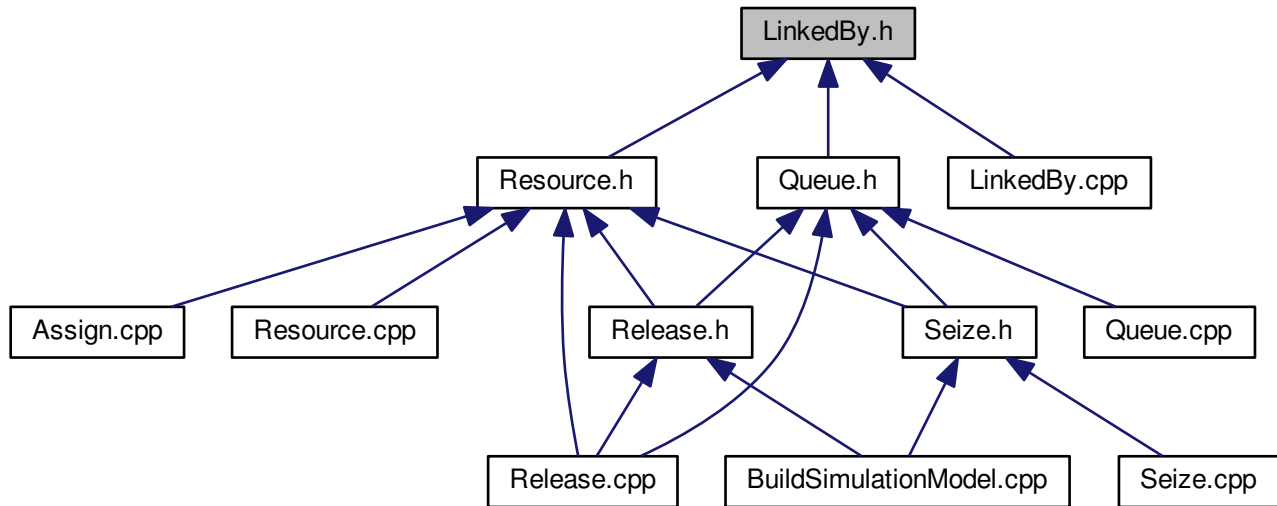 LinkedBy.h
Resource.h
Queue.h
LinkedBy.cpp
Assign.cpp
Resource.cpp
Release.h
Seize.h
Queue.cpp
Release.cpp
BuildSimulationModel.cpp
Seize.cpp